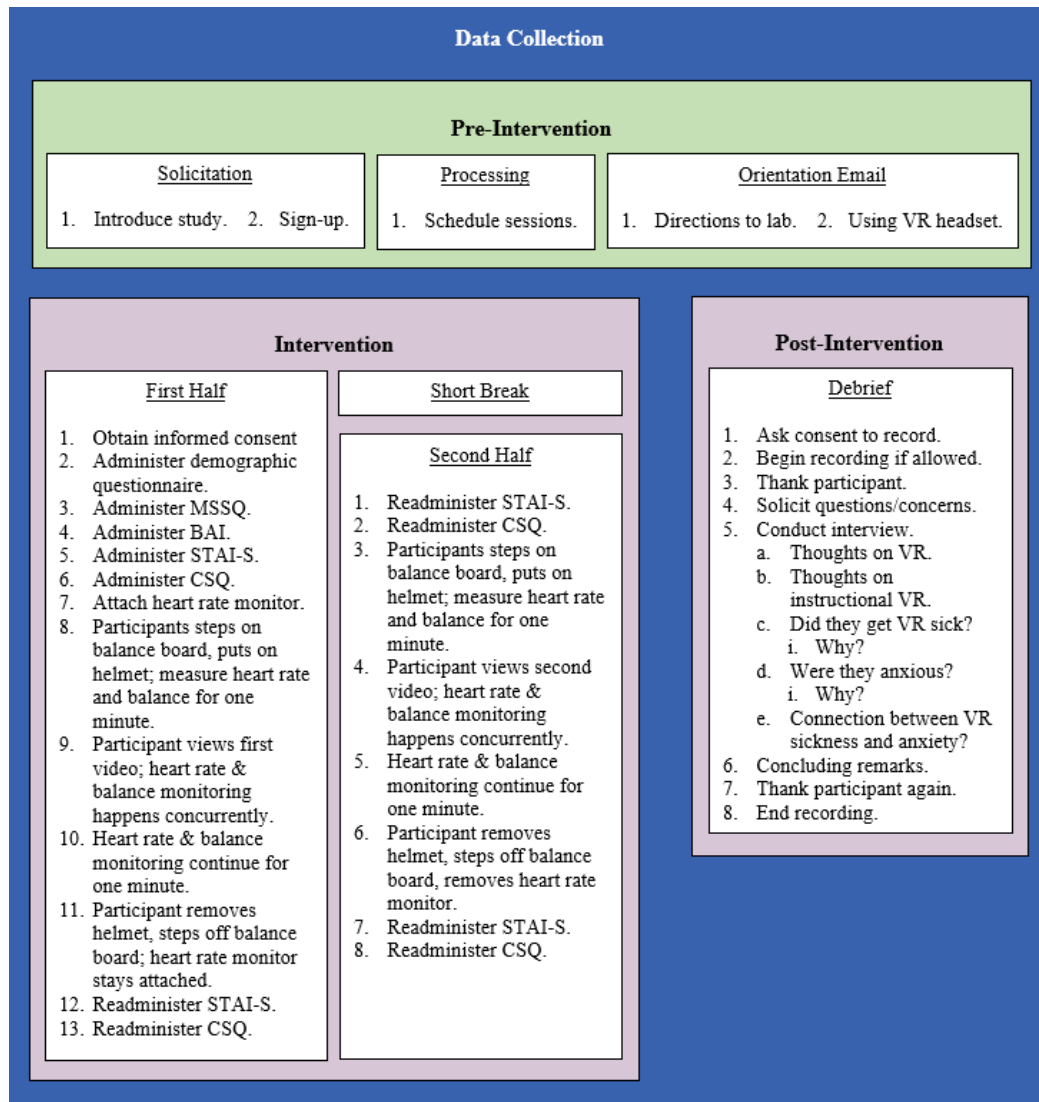 Data Collection
Pre-Intervention
Solicitation
1. Introduce study. 2. Sign-up.
Processing
1. Schedule sessions.
Orientation Email
1. Directions to lab. 2. Using VR headset.
Intervention
First Half
1. Obtain informed consent
2. Administer demographic
questionnaire.
3. Administer MSSQ.
4. Administer BAI.
5. Administer STAI-S.
6. Administer CSQ.
7. Attach heart rate monitor.
8. Participants steps on
balance board, puts on
helmet; measure heart rate
and balance for one
minute.
9. Participant views first
video; heart rate &
balance monitoring
happens concurrently.
10. Heart rate & balance
monitoring continue for
one minute.
11. Participant removes
helmet, steps off balance
board; heart rate monitor
stays attached.
12. Readminister STAI-S.
13. Readminister CSQ.
Short Break
Second Half
1. Readminister STAI-S.
2. Readminister CSQ.
3. Participants steps on
balance board, puts on
helmet; measure heart rate
and balance for one
minute.
4. Participant views second
video; heart rate &
balance monitoring
happens concurrently.
5. Heart rate & balance
monitoring continue for
one minute.
6. Participant removes
helmet, steps off balance
board, removes heart rate
monitor.
7. Readminister STAI-S.
8. Readminister CSQ.
Post-Intervention
Debrief
1. Ask consent to record.
2. Begin recording if allowed.
3. Thank participant.
4. Solicit questions/concerns.
5. Conduct interview.
a. Thoughts on VR.
b. Thoughts on
instructional VR.
c. Did they get VR sick?
i. Why?
d. Were they anxious?
i. Why?
e. Connection between VR
sickness and anxiety?
6. Concluding remarks.
7. Thank participant again.
8. End recording.